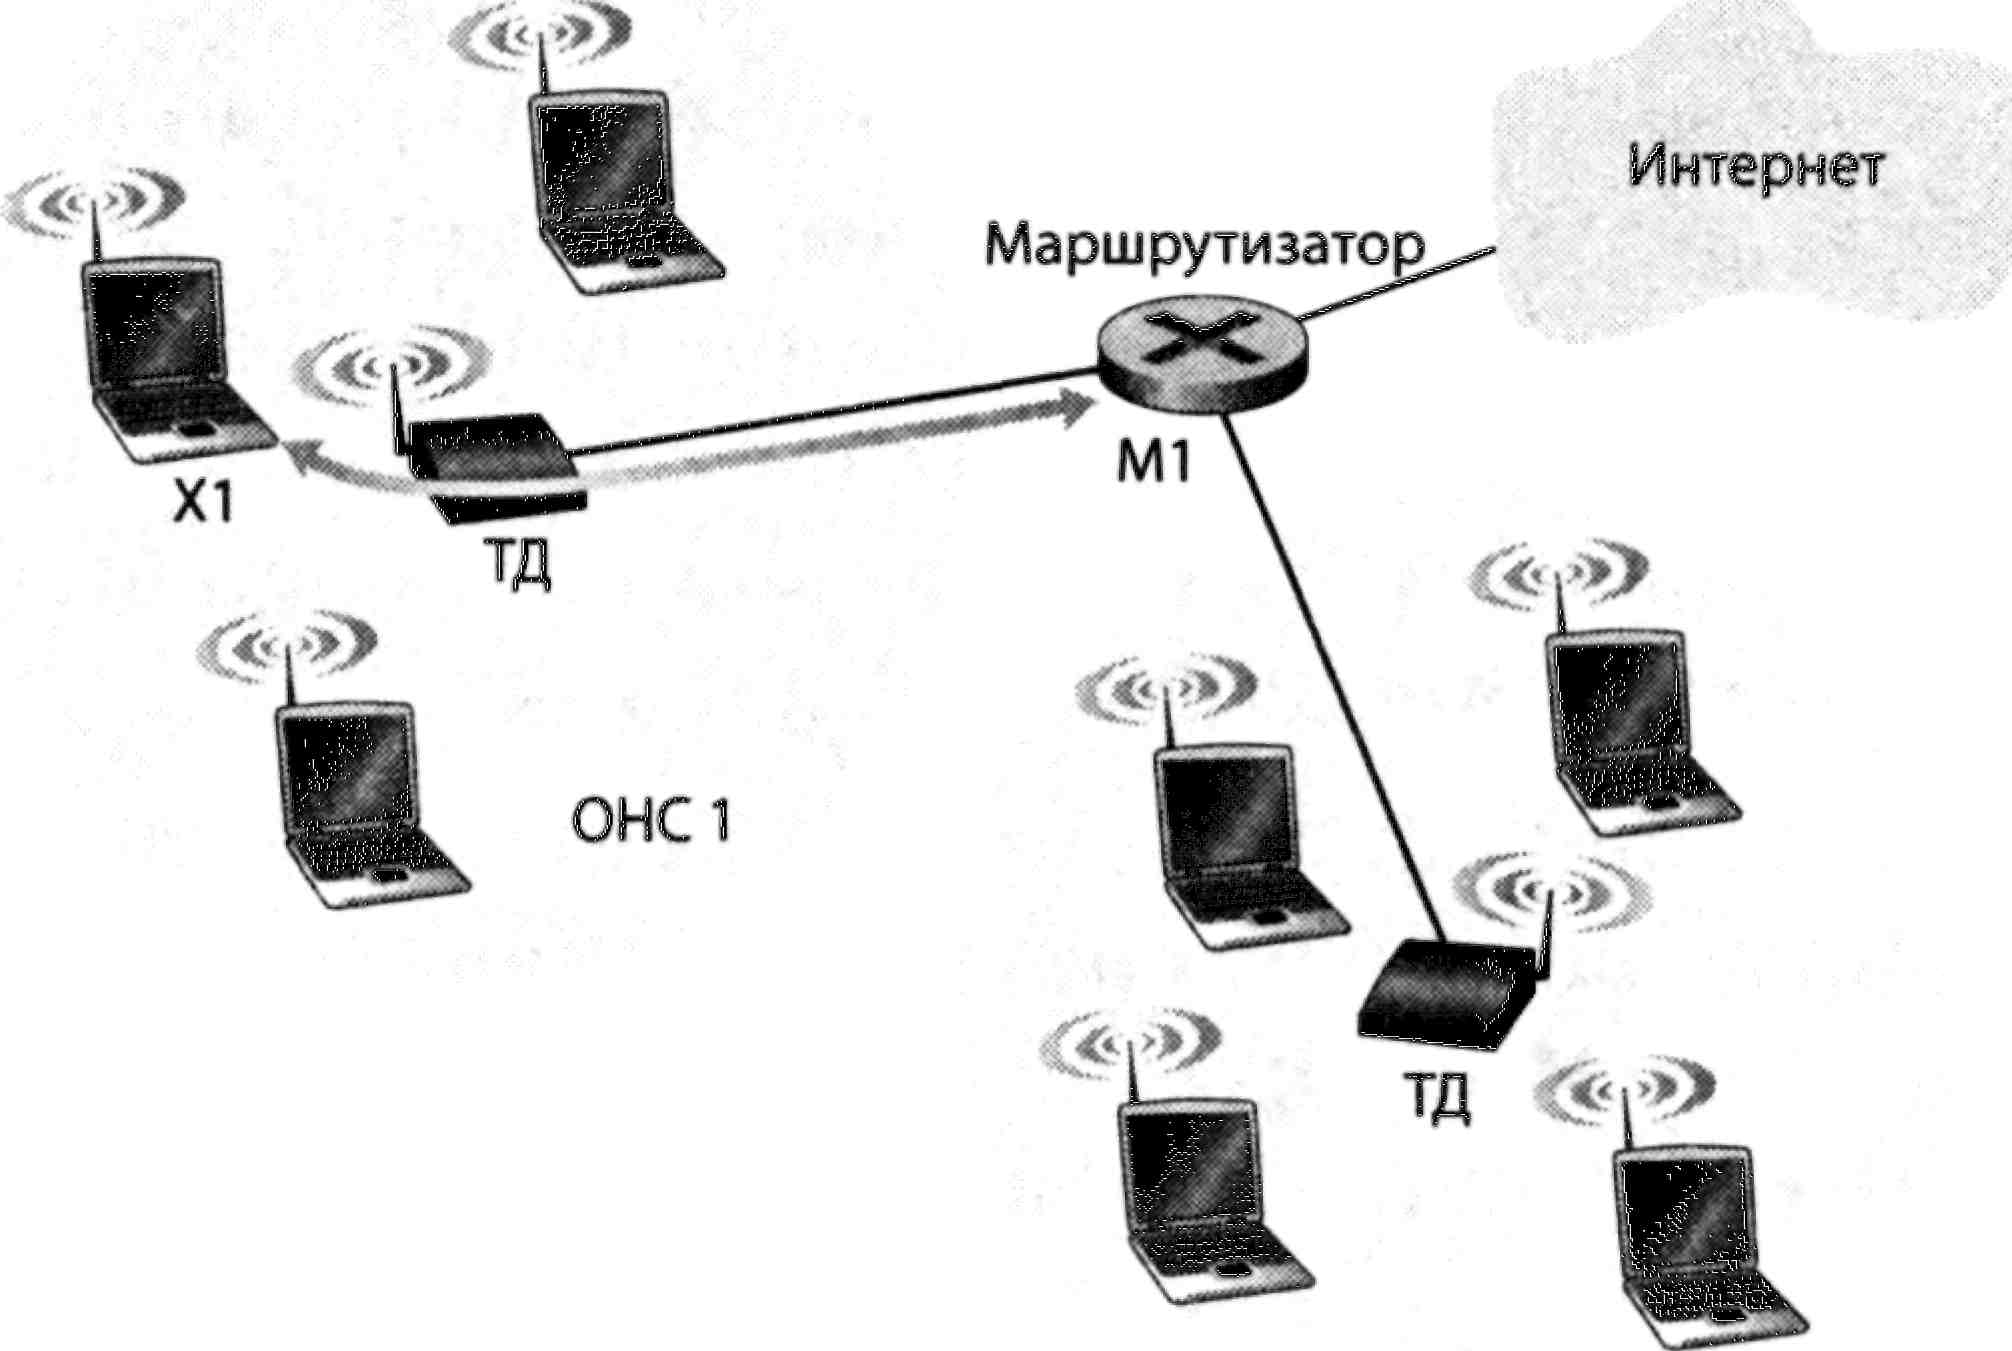 Интернет
Маршрутизатор
М1
Х1
ТД
ОНС 1
ТД